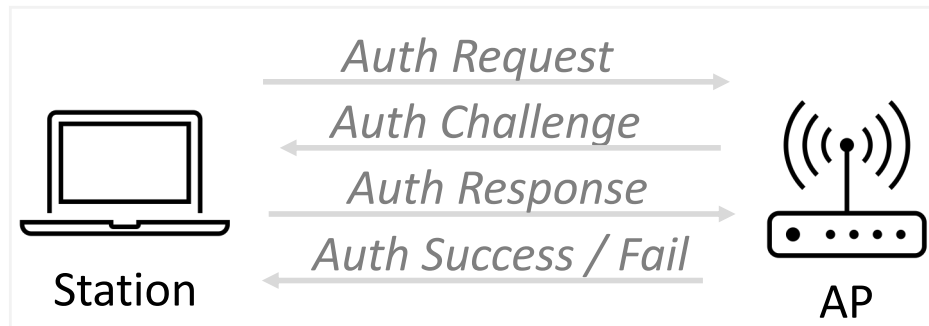 Auth Request
Auth Challenge
Auth Response
Auth Success / Fail
Station
AP